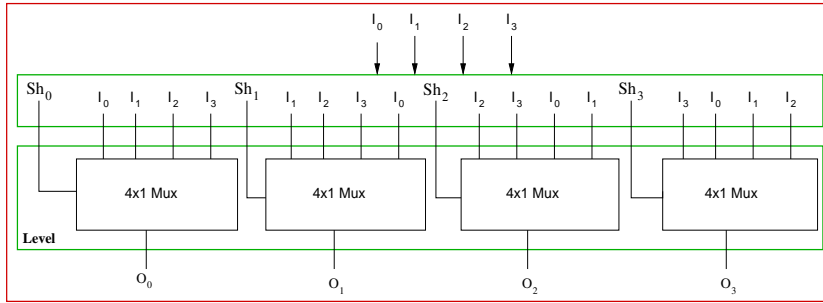 I0 I1 I2 I3
Sh0 I0 I1 I2 I3 Sh1 I1 I2 I3 I0 Sh2 I2 I3 I0 I1 Sh3 I3 I0 I1 I2
4x1 Mux 4x1 Mux 4x1 Mux 4x1 Mux
Level
O0 O1 O2 O3